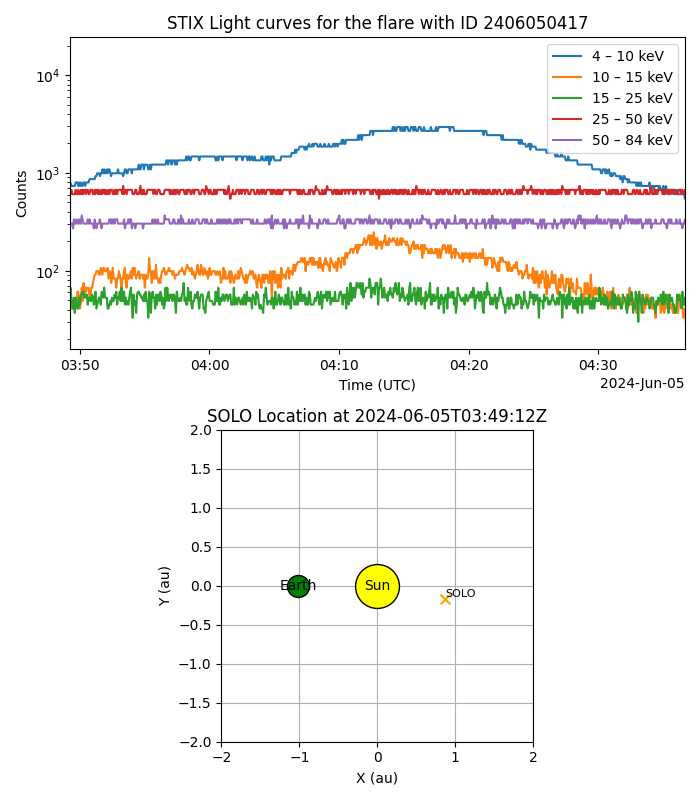 STIX Light curves for the flare with ID 2406050417
4 – 10 keV
10 – 15 keV
15 – 25 keV
25 – 50 keV
50 – 84 keV
10⁴
10³
10²
Counts
03:50 04:00 04:10 04:20 04:30
Time (UTC)
2024-Jun-05
SOLO Location at 2024-06-05T03:49:12Z
2.0
1.5
1.0
0.5
0.0
−0.5
−1.0
−1.5
−2.0
Y (au)
Earth
Sun
SOLO
−2 −1 0 1 2
X (au)